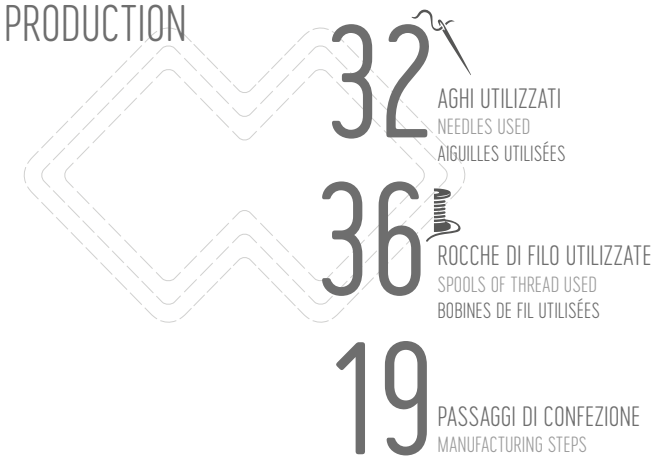 PRODUCTION
32
AGHI UTILIZZATI
NEEDLES USED
AIGUILLES UTILISÉES
36
ROCCHE DI FILO UTILIZZATE
SPOOLS OF THREAD USED
BOBINES DE FIL UTILISÉES
19
PASSAGGI DI CONFEZIONE
MANUFACTURING STEPS